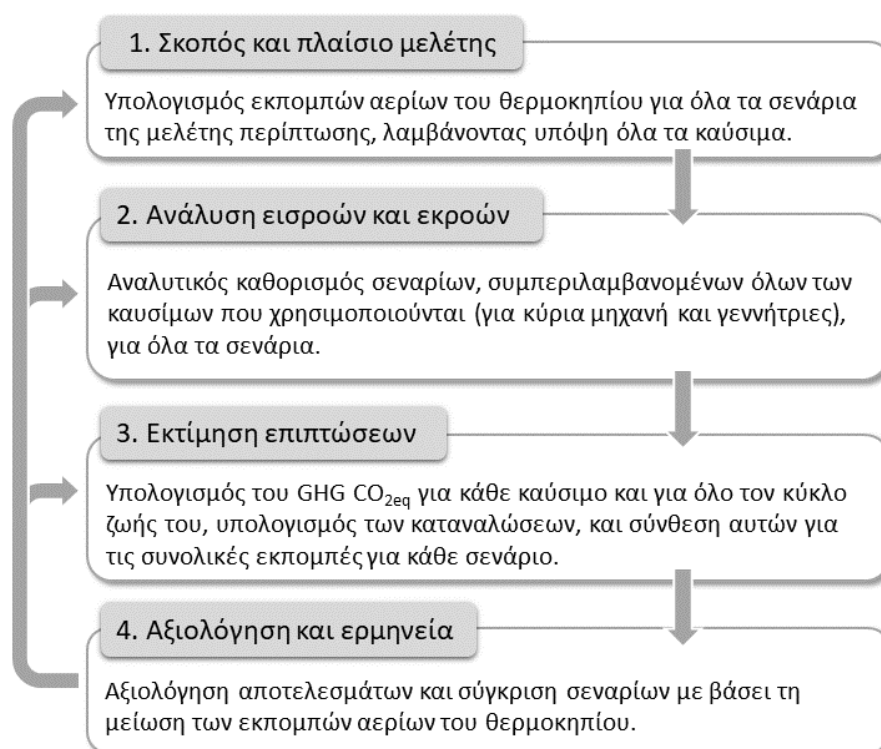 1. Σκοπός και πλαίσιο μελέτης
Υπολογισμός εκπομπών αερίων του θερμοκηπίου για όλα τα σενάρια
της μελέτης περίπτωσης, λαμβάνοντας υπόψη όλα τα καύσιμα.
2. Ανάλυση εισροών και εκροών
Αναλυτικός καθορισμός σεναρίων, συμπεριλαμβανομένων όλων των
καυσίμων που χρησιμοποιούνται (για κύρια μηχανή και γεννήτριες),
για όλα τα σενάρια.
3. Εκτίμηση επιπτώσεων
Υπολογισμός του GHG CO2eq για κάθε καύσιμο και για όλο τον κύκλο
ζωής του, υπολογισμός των καταναλώσεων, και σύνθεση αυτών για
τις συνολικές εκπομπές για κάθε σενάριο.
4. Αξιολόγηση και ερμηνεία
Αξιολόγηση αποτελεσμάτων και σύγκριση σεναρίων με βάσει τη
μείωση των εκπομπών αερίων του θερμοκηπίου.